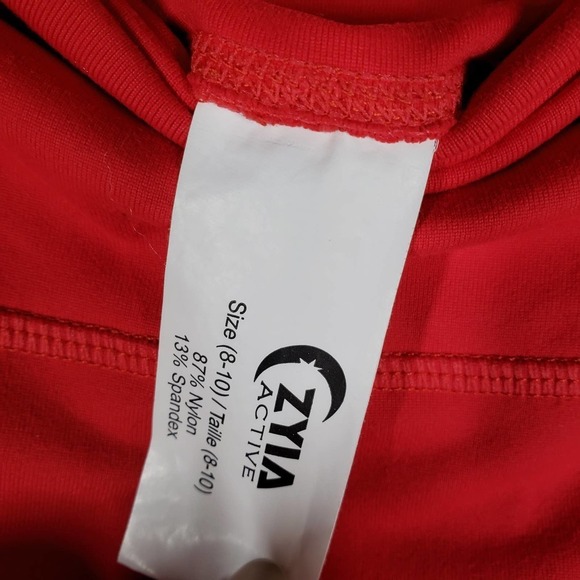 ZYIA
ACTIVE
Size (8-10) / Taille (8-10)
87% Nylon
13% Spandex